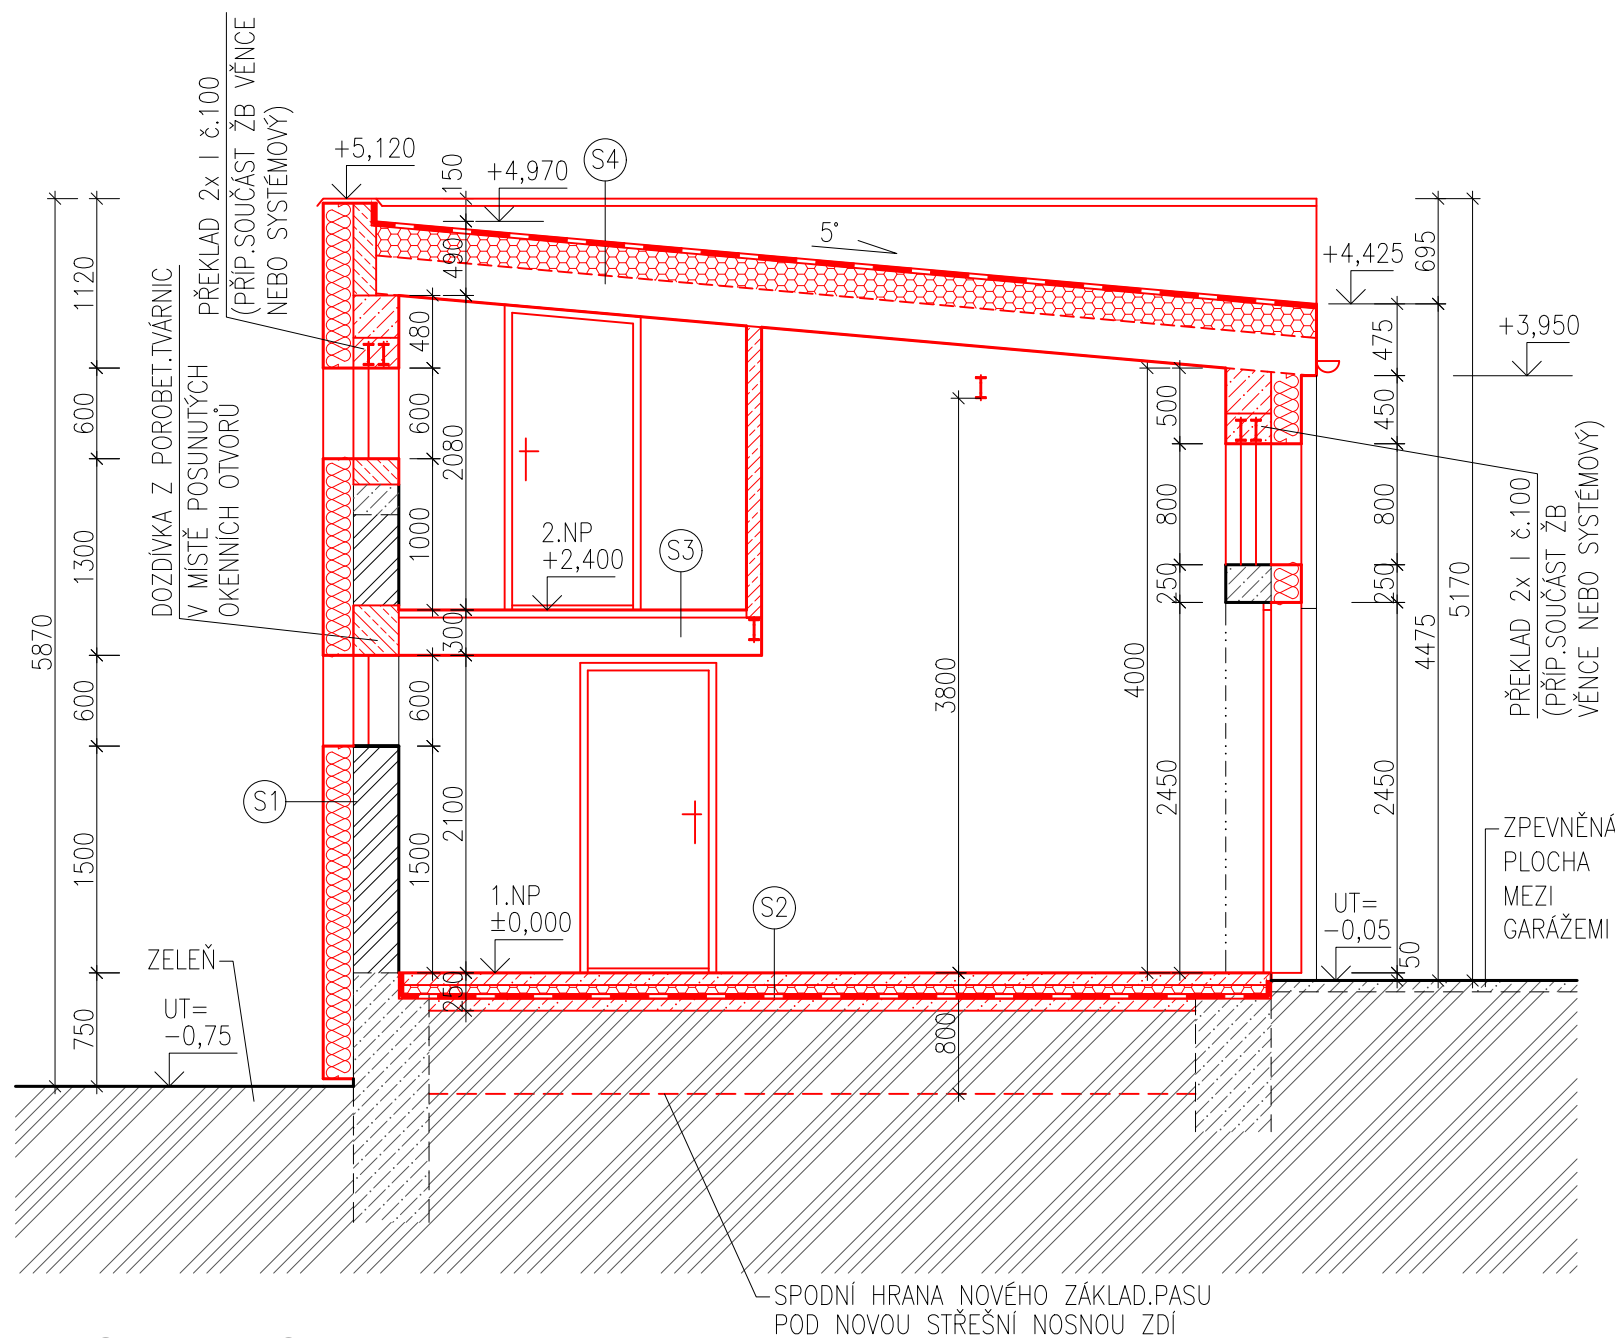 PŘEKLAD 2x I č.100
(PŘÍP.SOUČÁST ŽB VĚNCE
NEBO SYSTÉMOVÝ)
DOZDÍVKA Z POROBET.TVÁRNIC
V MÍSTĚ POSUNUTÝCH
OKENNÍCH OTVORŮ
+5,120
+4,970
S4
5°
+4,425
+3,950
5870
1120
600
1300
600
1500
750
150
490
480
600
2080
1000
300
600
2100
1500
250
2.NP
+2,400
S3
S1
1.NP
±0,000
S2
3800
800
4000
500
800
250
2450
695
475
450
800
250
2450
50
4475
5170
PŘEKLAD 2x I č.100
(PŘÍP.SOUČÁST ŽB
VĚNCE NEBO SYSTÉMOVÝ)
ZPEVNĚNÁ
PLOCHA
MEZI
GARÁŽEMI
UT=
-0,05
ZELEŇ
UT=
-0,75
SPODNÍ HRANA NOVÉHO ZÁKLAD.PASU
POD NOVOU STŘEŠNÍ NOSNOU ZDÍ